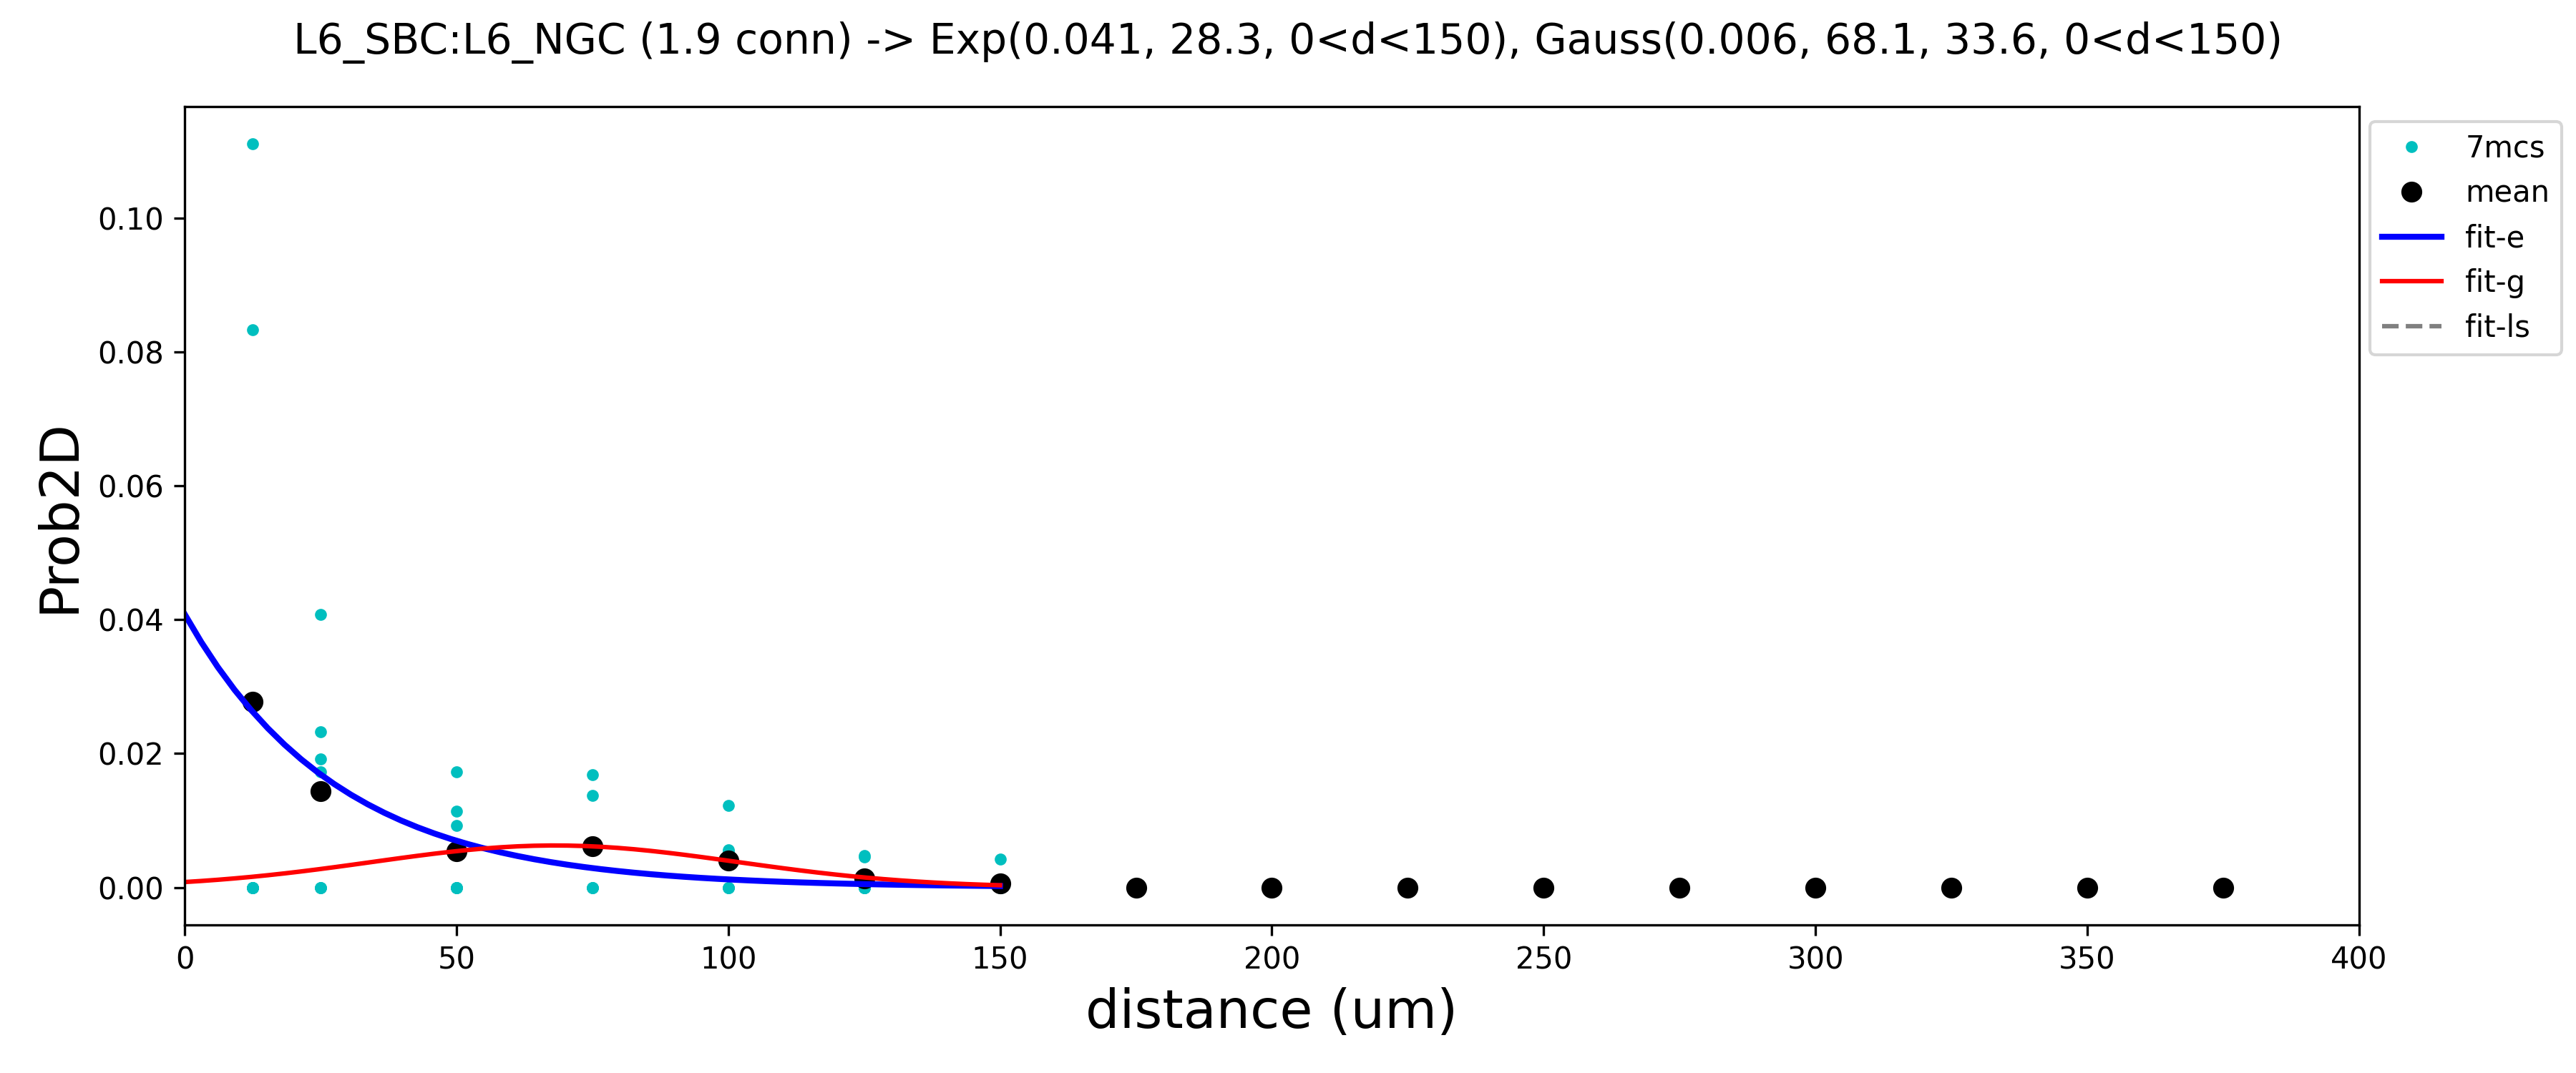 L6_SBC:L6_NGC (1.9 conn) -> Exp(0.041, 28.3, 0<d<150), Gauss(0.006, 68.1, 33.6, 0<d<150)
7mcs
mean
fit-e
fit-g
fit-ls
Prob2D
0.10
0.08
0.06
0.04
0.02
0.00
0 50 100 150 200 250 300 350 400
distance (um)